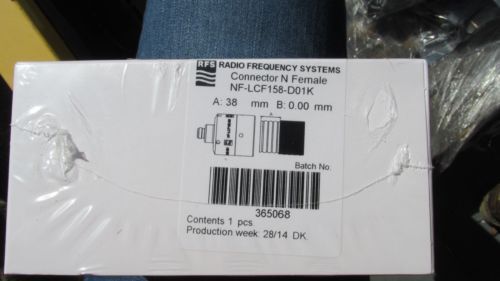 RFS RADIO FREQUENCY SYSTEMS
Connector N Female
NF-LCF158-D01K
A: 38 mm B: 0.00 mm
Batch No:
365068
Contents 1 pcs.
Production week: 28/14 DK